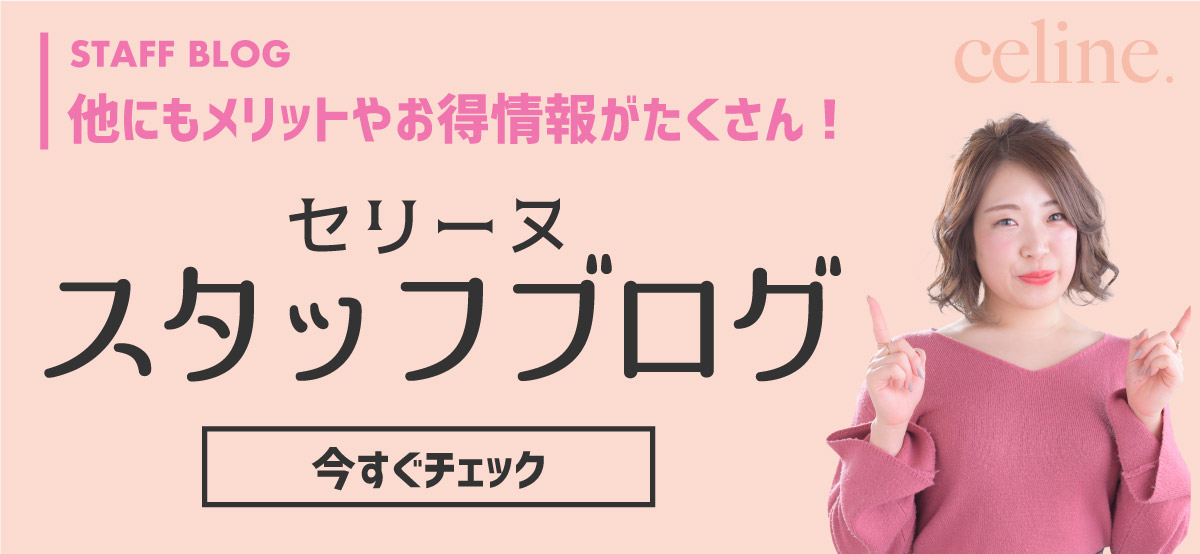 STAFF BLOG
celine.
他にもメリットやお得情報がたくさん！
セリーヌ
スタッフブログ
今すぐチェック